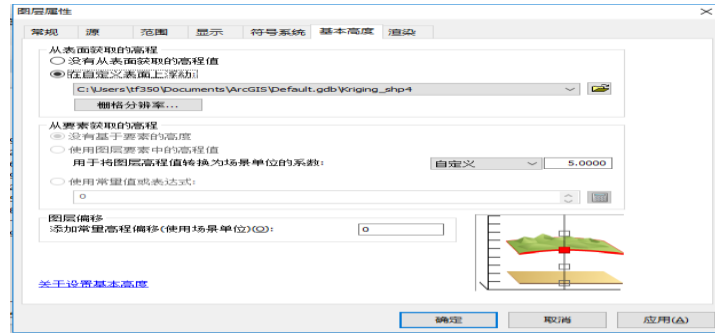 图层属性
常规 源 范围 显示 符号系统 基本高度 渲染
从表面获取的高程
没有从表面获取的高程值
在自定义表面上浮动:
C:\Users\tf350\Documents\ArcGIS\Default.gdb\Kriging_shp4
栅格分辨率...
从要素获取的高程
没有基于要素的高度
使用图层要素中的高程值
用于将图层高程值转换为场景单位的系数: 自定义 5.0000
使用常量值或表达式:
0
图层偏移
添加常量高程偏移(使用场景单位)(O): 0
关于设置基本高度
确定 取消 应用(A)